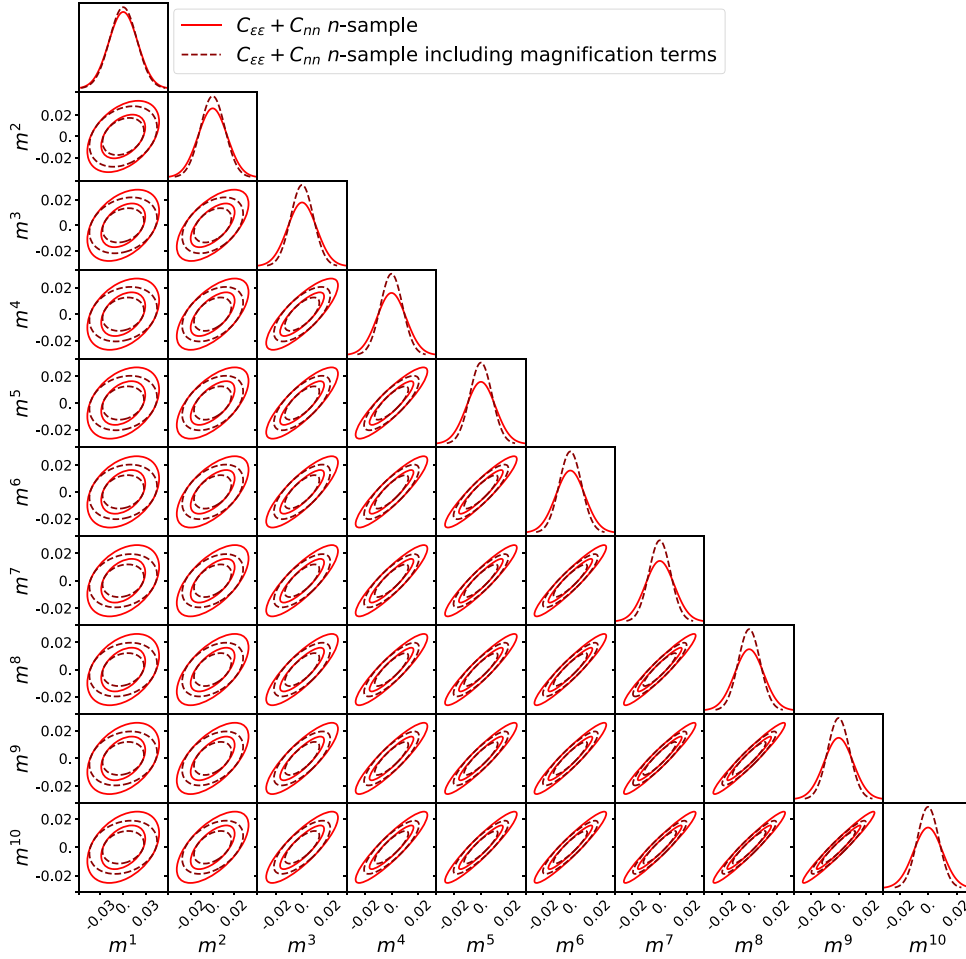 C_{εε} + C_{nn} n-sample
C_{εε} + C_{nn} n-sample including magnification terms
m^2 0.02 0. -0.02
m^3 0.02 0. -0.02
m^4 0.02 0. -0.02
m^5 0.02 0. -0.02
m^6 0.02 0. -0.02
m^7 0.02 0. -0.02
m^8 0.02 0. -0.02
m^9 0.02 0. -0.02
m^10 0.02 0. -0.02
-0.03 0. 0.03 -0.02 0. 0.02 -0.02 0. 0.02 -0.02 0. 0.02 -0.02 0. 0.02 -0.02 0. 0.02 -0.02 0. 0.02 -0.02 0. 0.02 -0.02 0. 0.02 -0.02 0. 0.02
m^1 m^2 m^3 m^4 m^5 m^6 m^7 m^8 m^9 m^10